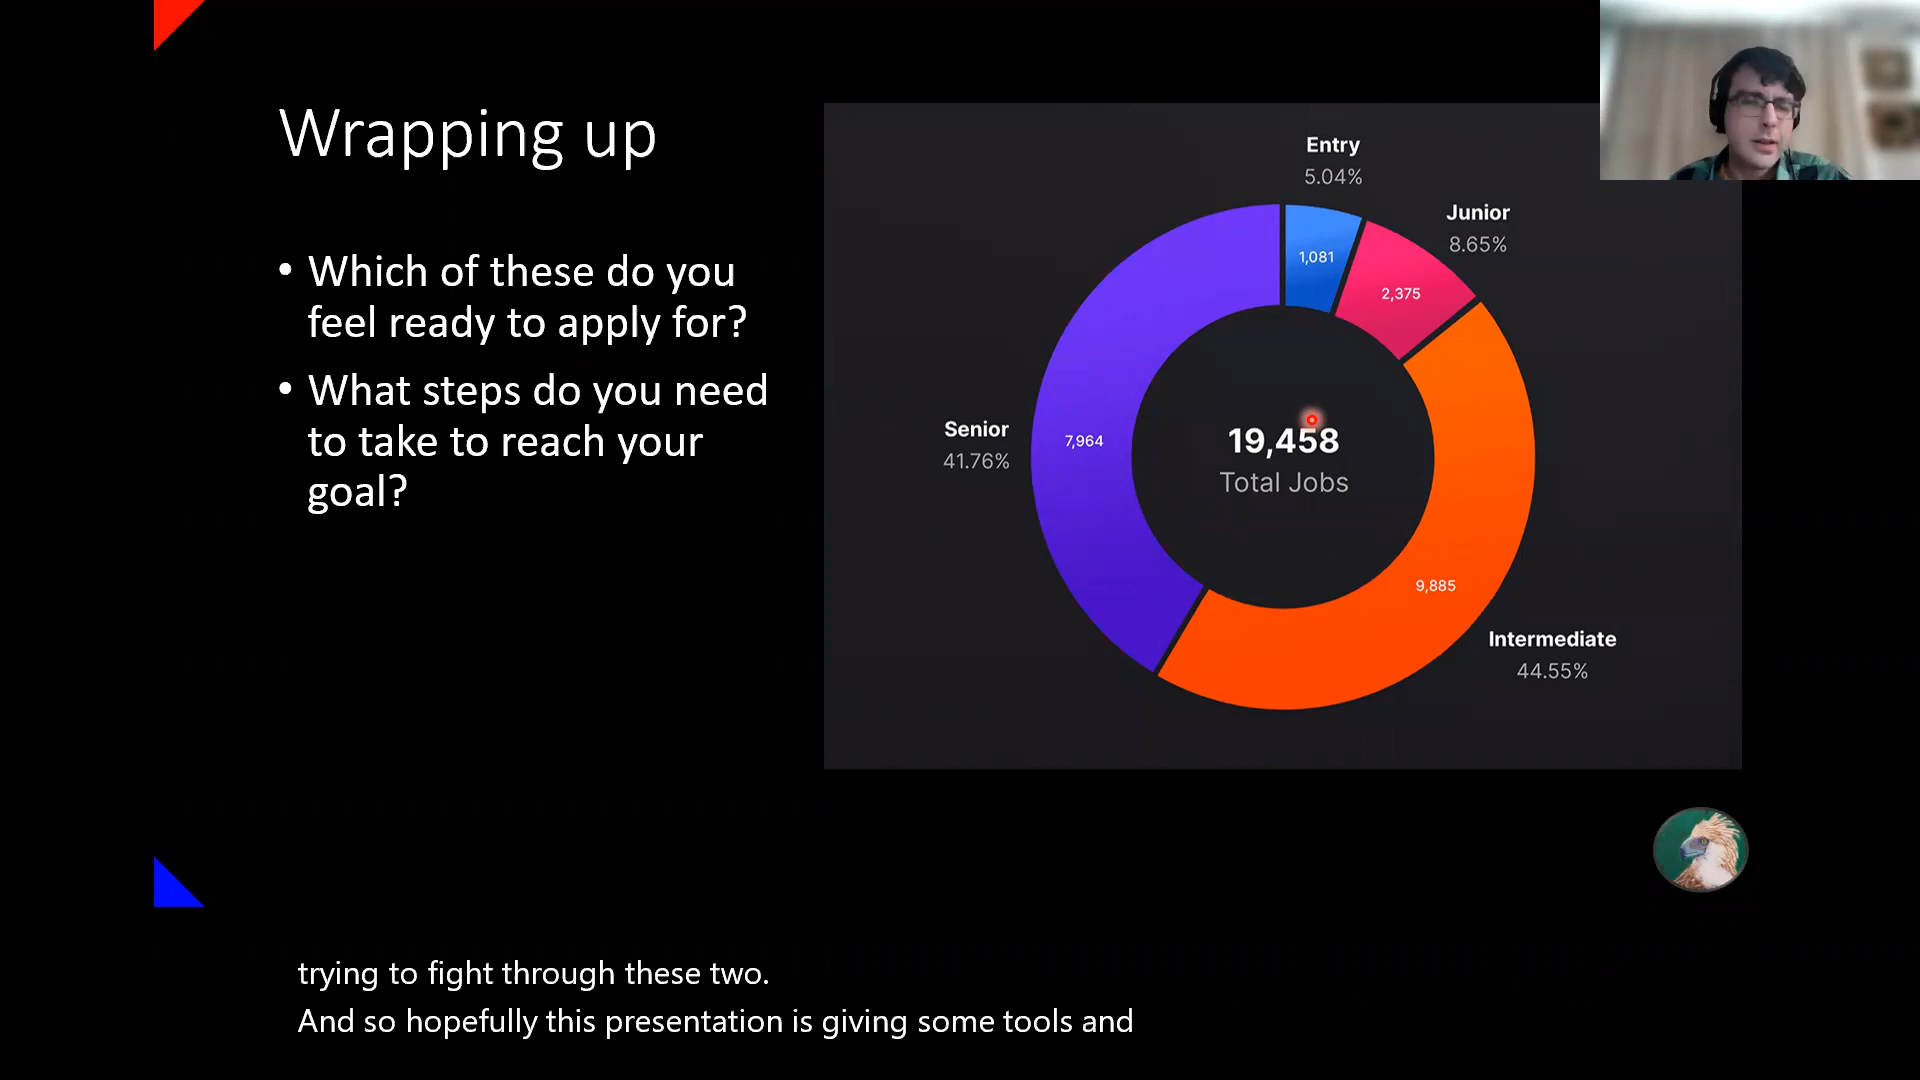 Wrapping up
• Which of these do you
feel ready to apply for?
• What steps do you need
to take to reach your
goal?
Entry
5.04%
1,081
Junior
8.65%
2,375
Senior
41.76%
7,964
19,458
Total Jobs
9,885
Intermediate
44.55%
trying to fight through these two.
And so hopefully this presentation is giving some tools and